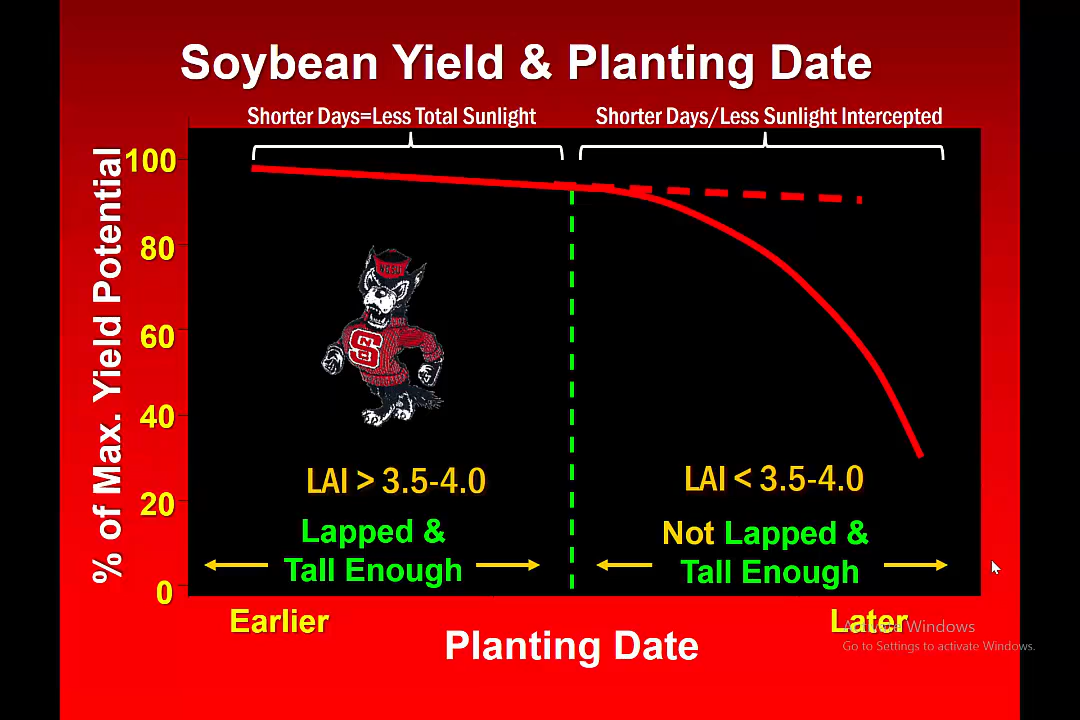 Soybean Yield & Planting Date
Shorter Days=Less Total Sunlight
Shorter Days/Less Sunlight Intercepted
% of Max. Yield Potential
100
80
60
40
20
0
NCSU
S
LAI > 3.5-4.0
Lapped &
Tall Enough
LAI < 3.5-4.0
Not Lapped &
Tall Enough
Earlier
Later
Planting Date
Activate Windows
Go to Settings to activate Windows.